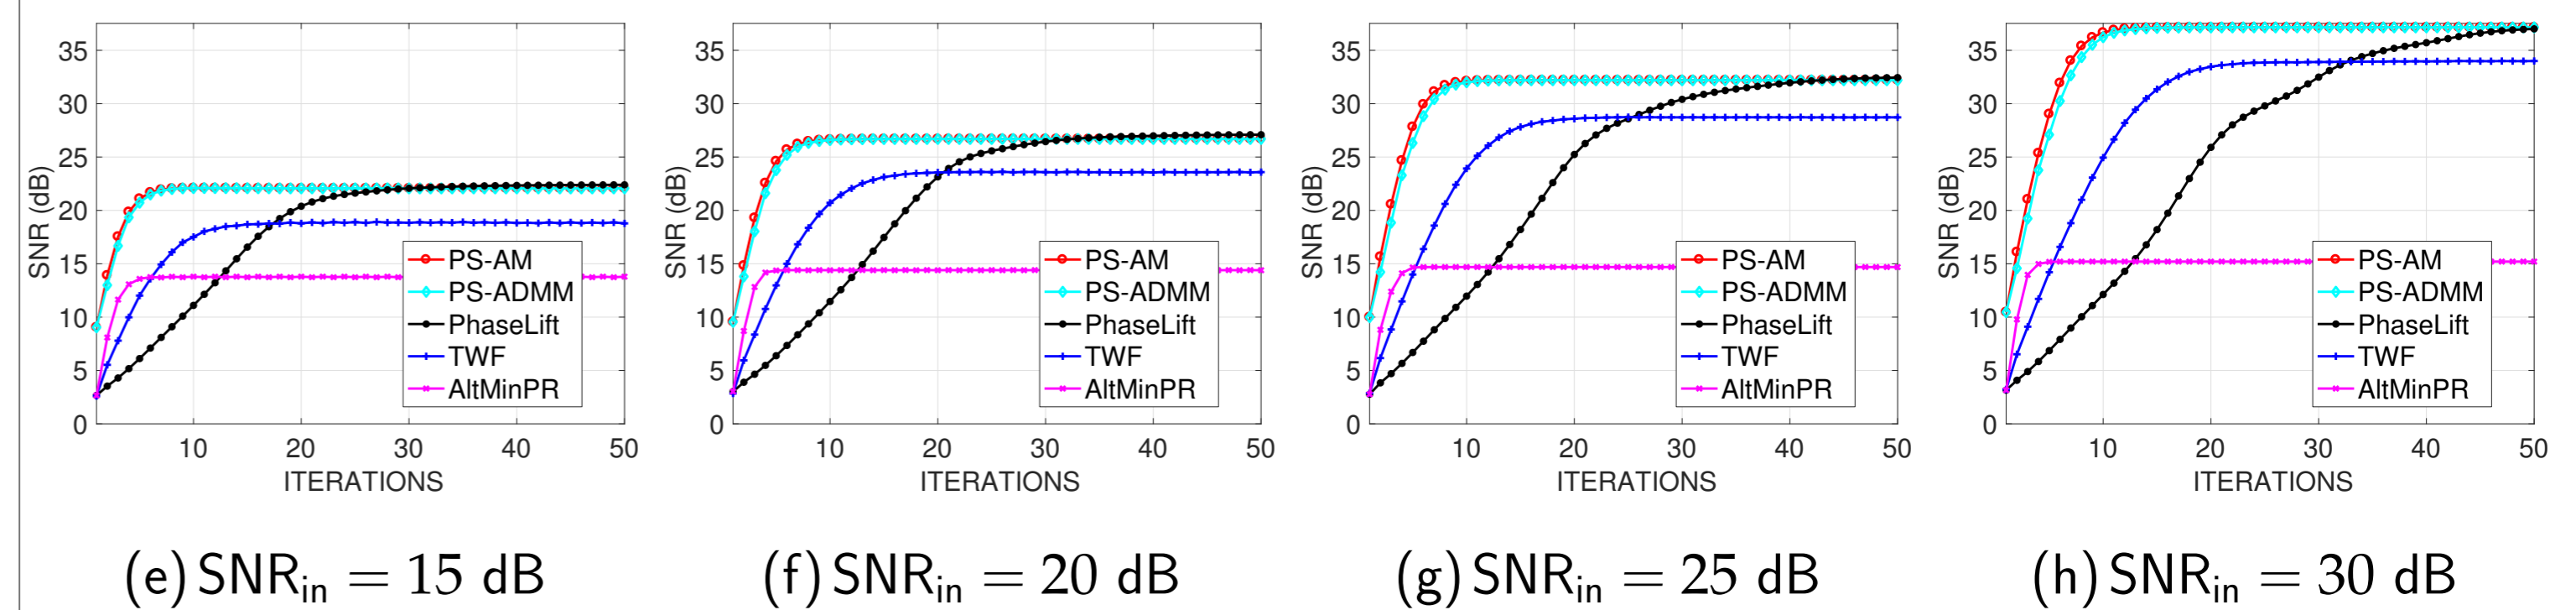 35
30
25
20
15
10
5
0
SNR (dB)
10 20 30 40 50
ITERATIONS
PS-AM
PS-ADMM
PhaseLift
TWF
AltMinPR
(e) SNRin = 15 dB
35
30
25
20
15
10
5
0
SNR (dB)
10 20 30 40 50
ITERATIONS
PS-AM
PS-ADMM
PhaseLift
TWF
AltMinPR
(f) SNRin = 20 dB
35
30
25
20
15
10
5
0
SNR (dB)
10 20 30 40 50
ITERATIONS
PS-AM
PS-ADMM
PhaseLift
TWF
AltMinPR
(g) SNRin = 25 dB
35
30
25
20
15
10
5
0
SNR (dB)
10 20 30 40 50
ITERATIONS
PS-AM
PS-ADMM
PhaseLift
TWF
AltMinPR
(h) SNRin = 30 dB